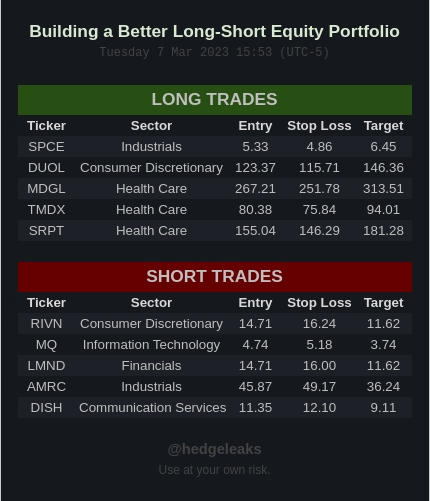 Building a Better Long-Short Equity Portfolio
Tuesday 7 Mar 2023 15:53 (UTC-5)
LONG TRADES
Ticker Sector Entry Stop Loss Target
SPCE Industrials 5.33 4.86 6.45
DUOL Consumer Discretionary 123.37 115.71 146.36
MDGL Health Care 267.21 251.78 313.51
TMDX Health Care 80.38 75.84 94.01
SRPT Health Care 155.04 146.29 181.28
SHORT TRADES
Ticker Sector Entry Stop Loss Target
RIVN Consumer Discretionary 14.71 16.24 11.62
MQ Information Technology 4.74 5.18 3.74
LMND Financials 14.71 16.00 11.62
AMRC Industrials 45.87 49.17 36.24
DISH Communication Services 11.35 12.10 9.11
@hedgeleaks
Use at your own risk.